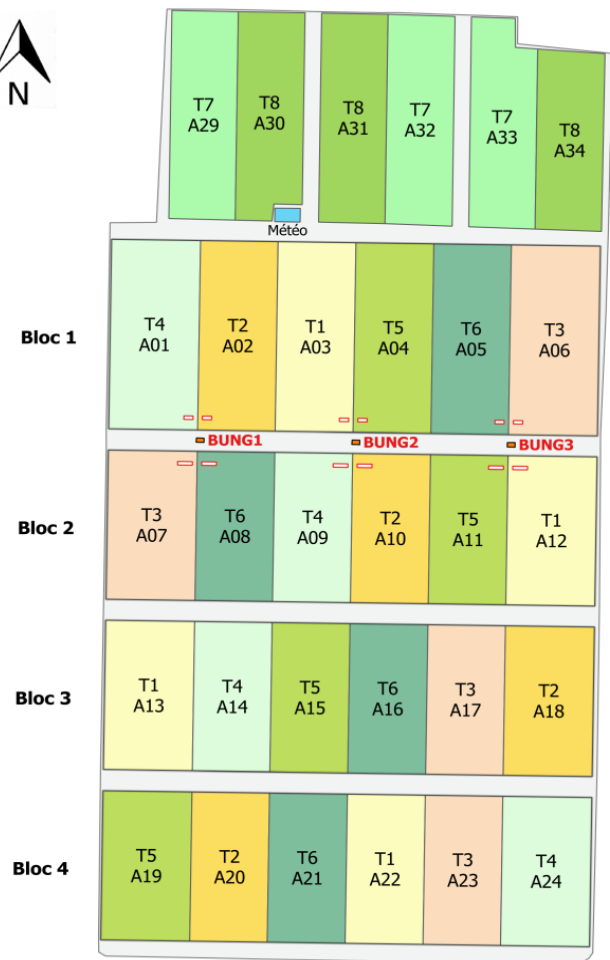 N
T7
A29
T8
A30
T8
A31
T7
A32
T7
A33
T8
A34
Météo
Bloc 1
T4
A01
T2
A02
T1
A03
T5
A04
T6
A05
T3
A06
BUNG1
BUNG2
BUNG3
Bloc 2
T3
A07
T6
A08
T4
A09
T2
A10
T5
A11
T1
A12
Bloc 3
T1
A13
T4
A14
T5
A15
T6
A16
T3
A17
T2
A18
Bloc 4
T5
A19
T2
A20
T6
A21
T1
A22
T3
A23
T4
A24